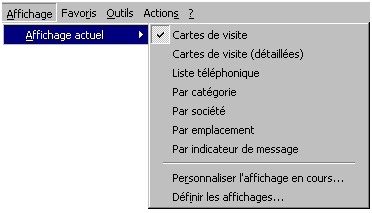 Affichage Favoris Outils Actions ?
Affichage actuel
Cartes de visite
Cartes de visite (détaillées)
Liste téléphonique
Par catégorie
Par société
Par emplacement
Par indicateur de message
Personnaliser l'affichage en cours...
Définir les affichages...